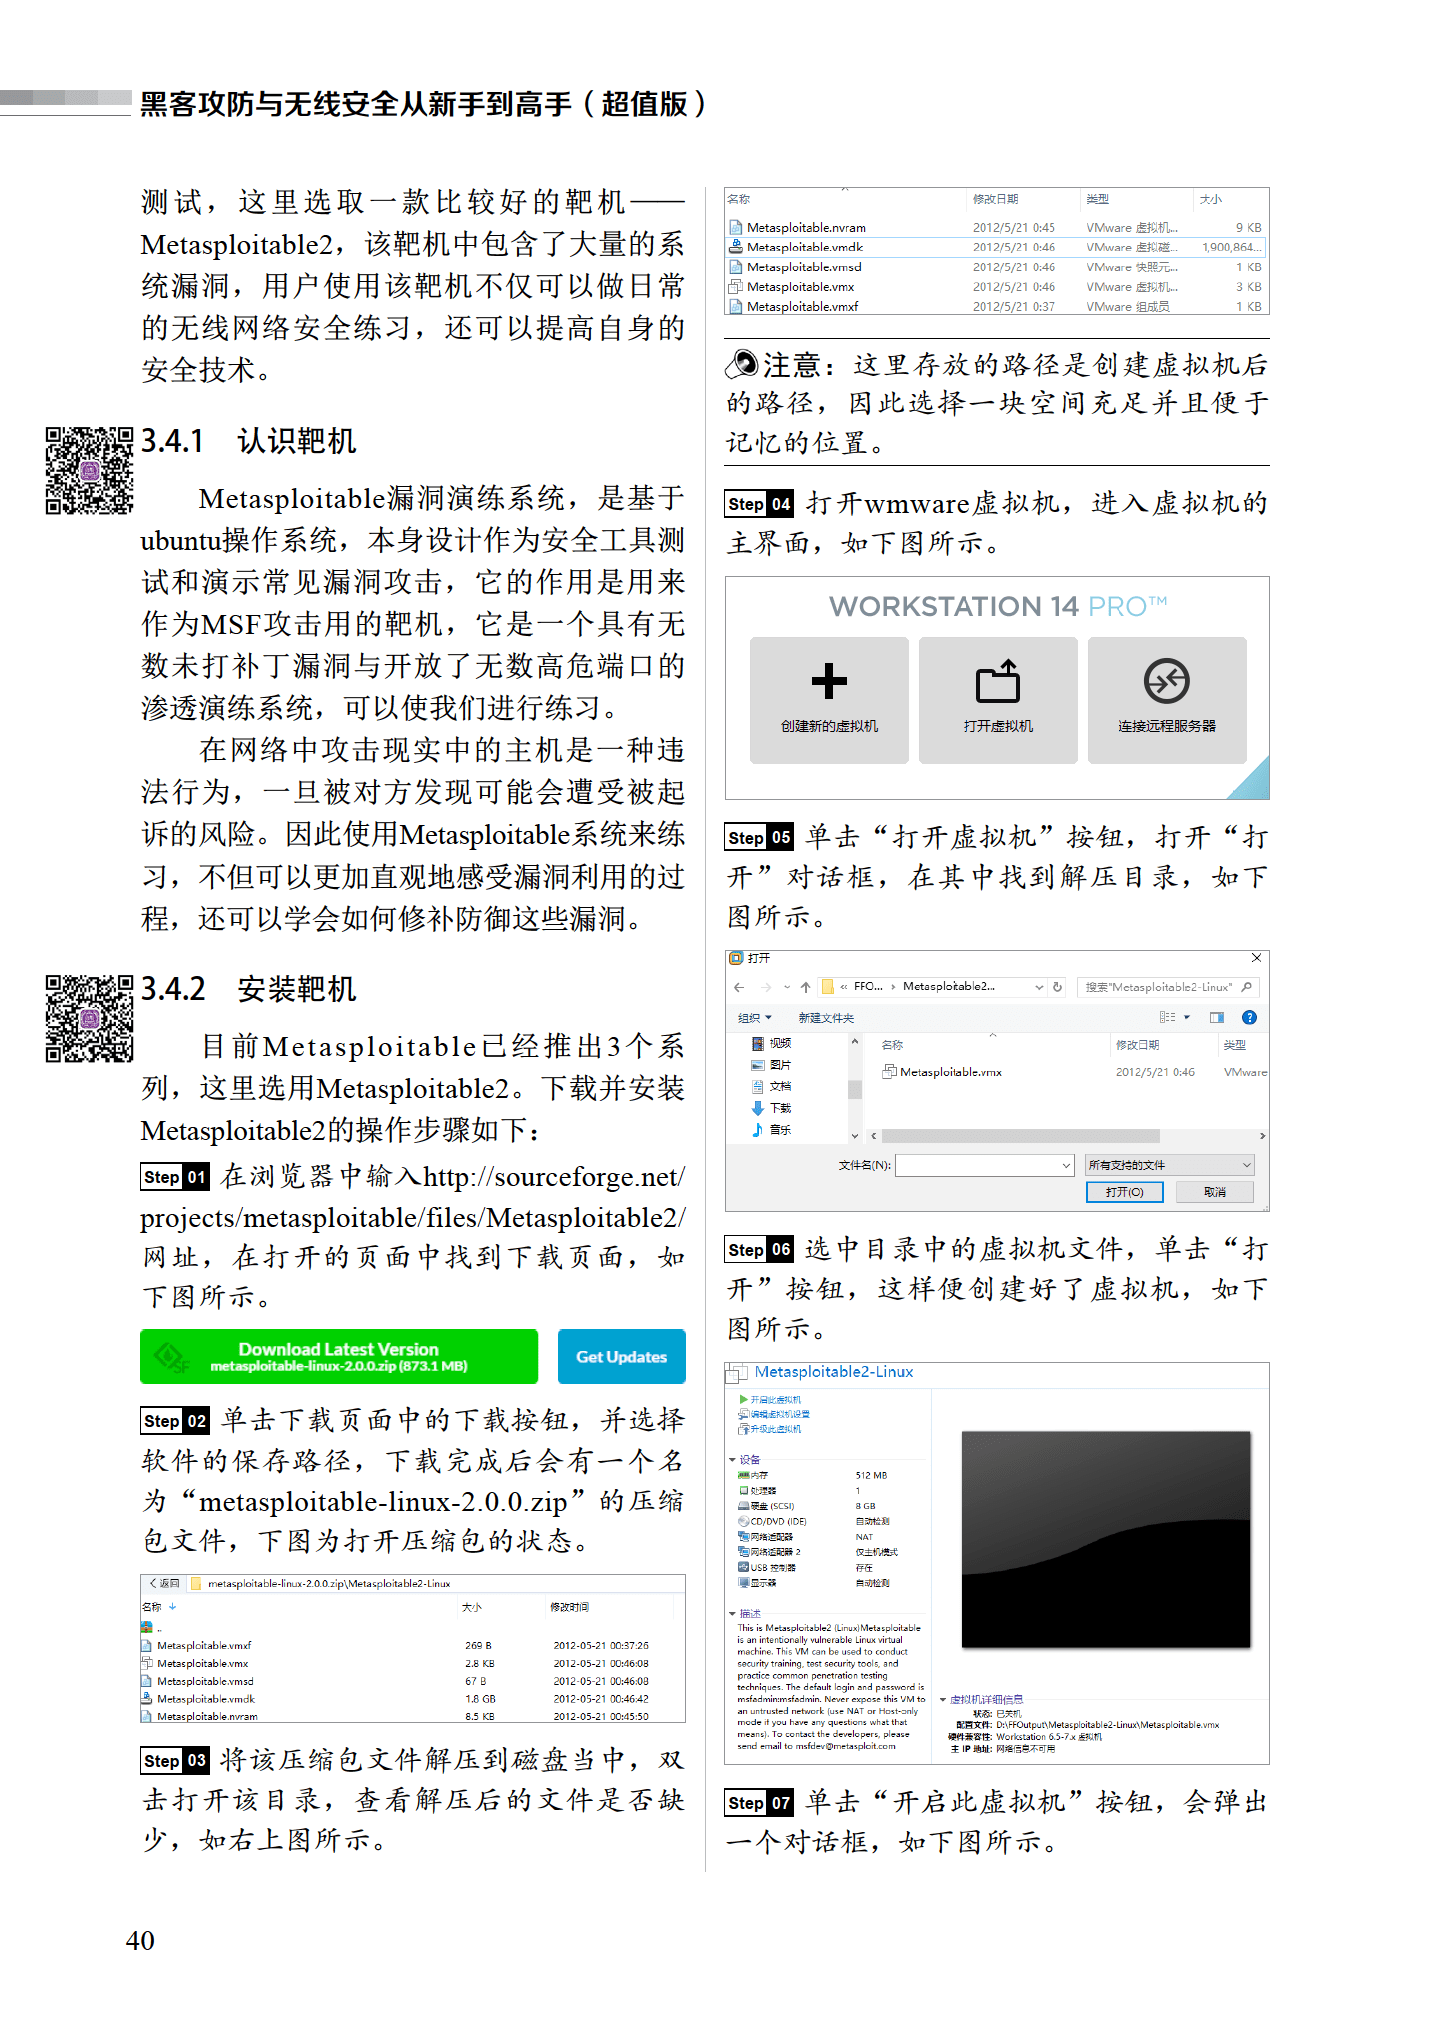 黑客攻防与无线安全从新手到高手（超值版）
测试，这里选取一款比较好的靶机——
Metasploitable2，该靶机中包含了大量的系
统漏洞，用户使用该靶机不仅可以做日常
的无线网络安全练习，还可以提高自身的
安全技术。
3.4.1 认识靶机
Metasploitable漏洞演练系统，是基于
ubuntu操作系统，本身设计作为安全工具测
试和演示常见漏洞攻击，它的作用是用来
作为MSF攻击用的靶机，它是一个具有无
数未打补丁漏洞与开放了无数高危端口的
渗透演练系统，可以使我们进行练习。
在网络中攻击现实中的主机是一种违
法行为，一旦被对方发现可能会遭受被起
诉的风险。因此使用Metasploitable系统来练
习，不但可以更加直观地感受漏洞利用的过
程，还可以学会如何修补防御这些漏洞。
3.4.2 安装靶机
目前Metasploitable已经推出3个系
列，这里选用Metasploitable2。下载并安装
Metasploitable2的操作步骤如下：
Step 01 在浏览器中输入http://sourceforge.net/
projects/metasploitable/files/Metasploitable2/
网址，在打开的页面中找到下载页面，如
下图所示。
SF Download Latest Version
metasploitable-linux-2.0.0.zip (873.1 MB)
Get Updates
Step 02 单击下载页面中的下载按钮，并选择
软件的保存路径，下载完成后会有一个名
为“metasploitable-linux-2.0.0.zip”的压缩
包文件，下图为打开压缩包的状态。
返回 metasploitable-linux-2.0.0.zip\Metasploitable2-Linux
名称 大小 修改时间
..
Metasploitable.vmxf 269 B 2012-05-21 00:37:26
Metasploitable.vmx 2.8 KB 2012-05-21 00:46:08
Metasploitable.vmsd 67 B 2012-05-21 00:46:08
Metasploitable.vmdk 1.8 GB 2012-05-21 00:46:42
Metasploitable.nvram 8.5 KB 2012-05-21 00:45:50
Step 03 将该压缩包文件解压到磁盘当中，双
击打开该目录，查看解压后的文件是否缺
少，如右上图所示。
名称 修改日期 类型 大小
Metasploitable.nvram 2012/5/21 0:45 VMware 虚拟机... 9 KB
Metasploitable.vmdk 2012/5/21 0:46 VMware 虚拟磁... 1,900,864...
Metasploitable.vmsd 2012/5/21 0:46 VMware 快照元... 1 KB
Metasploitable.vmx 2012/5/21 0:46 VMware 虚拟机... 3 KB
Metasploitable.vmxf 2012/5/21 0:37 VMware 组成员 1 KB
注意：这里存放的路径是创建虚拟机后
的路径，因此选择一块空间充足并且便于
记忆的位置。
Step 04 打开wmware虚拟机，进入虚拟机的
主界面，如下图所示。
WORKSTATION 14 PRO™
创建新的虚拟机 打开虚拟机 连接远程服务器
Step 05 单击“打开虚拟机”按钮，打开“打
开”对话框，在其中找到解压目录，如下
图所示。
打开
« FFO... › Metasploitable2... 搜索"Metasploitable2-Linux"
组织 新建文件夹
视频 名称 修改日期 类型
图片 Metasploitable.vmx 2012/5/21 0:46 VMware
文档
下载
音乐
文件名(N): 所有支持的文件
打开(O) 取消
Step 06 选中目录中的虚拟机文件，单击“打
开”按钮，这样便创建好了虚拟机，如下
图所示。
Metasploitable2-Linux
开启此虚拟机
编辑虚拟机设置
升级此虚拟机
设备
内存 512 MB
处理器 1
硬盘 (SCSI) 8 GB
CD/DVD (IDE) 自动检测
网络适配器 NAT
网络适配器 2 仅主机模式
USB 控制器 存在
显示器 自动检测
描述
This is Metasploitable2 (Linux)Metasploitable
is an intentionally vulnerable Linux virtual
machine. This VM can be used to conduct
security training, test security tools, and
practice common penetration testing
techniques. The default login and password is
msfadmin:msfadmin. Never expose this VM to
an untrusted network (use NAT or Host-only
mode if you have any questions what that
means). To contact the developers, please
send email to msfdev@metasploit.com
虚拟机详细信息
状态: 已关机
配置文件: D:\FFOutput\Metasploitable2-Linux\Metasploitable.vmx
硬件兼容性: Workstation 6.5-7.x 虚拟机
主 IP 地址: 网络信息不可用
Step 07 单击“开启此虚拟机”按钮，会弹出
一个对话框，如下图所示。
40